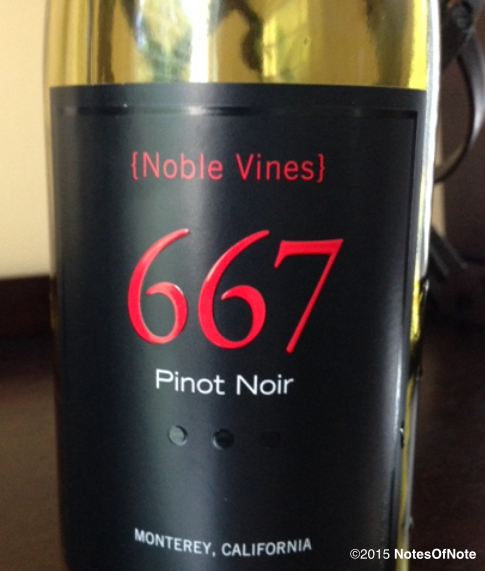 {Noble Vines}
667
Pinot Noir
MONTEREY, CALIFORNIA
©2015 NotesOfNote